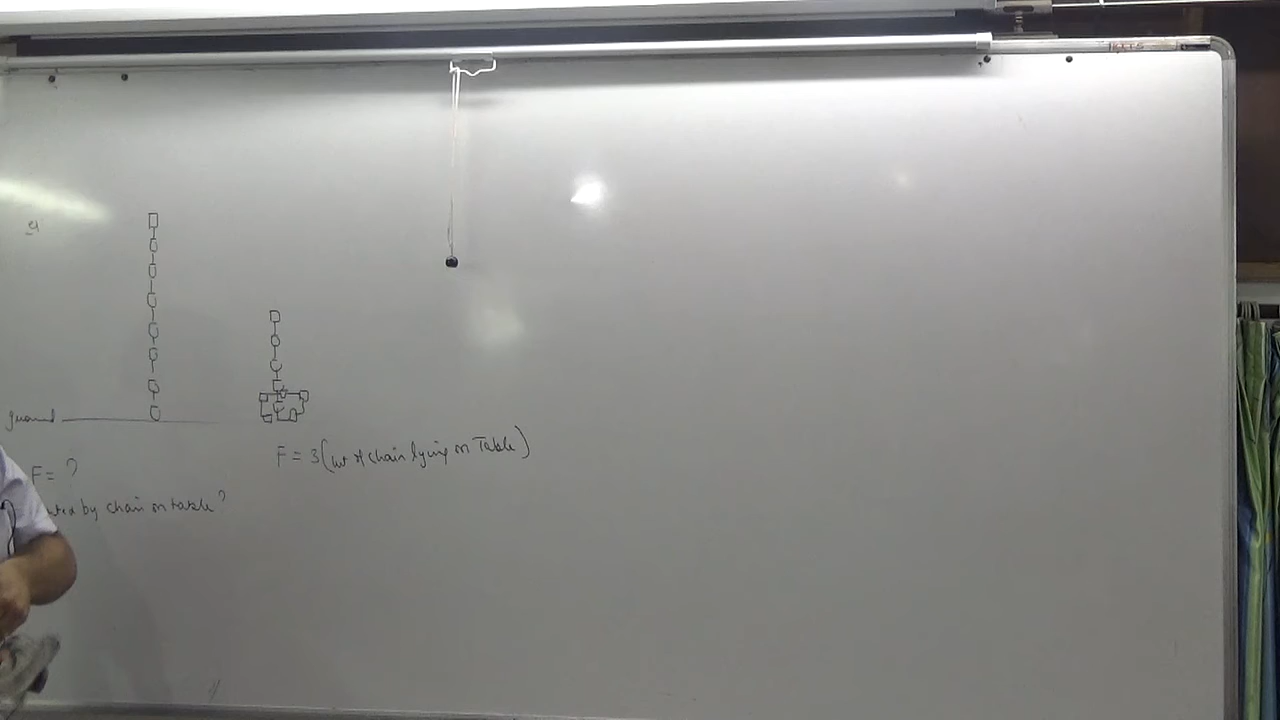 ground
F = ?
by chain on table?
F = 3 (wt of chain lying on Table)